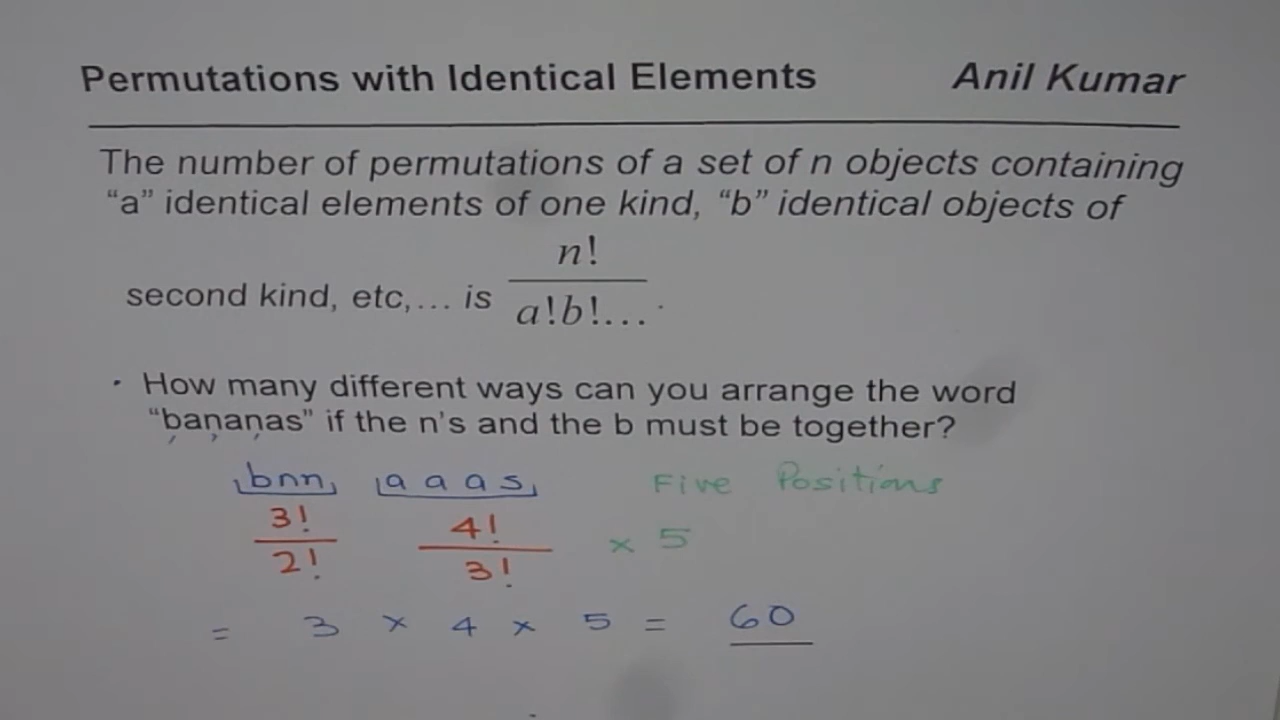 Permutations with Identical Elements Anil Kumar
The number of permutations of a set of n objects containing
“a” identical elements of one kind, “b” identical objects of
second kind, etc,... is n! / a!b!... .
· How many different ways can you arrange the word
“bananas” if the n's and the b must be together?
bnn a a a s Five Positions
3! / 2! 4! / 3! × 5
= 3 × 4 × 5 = 60